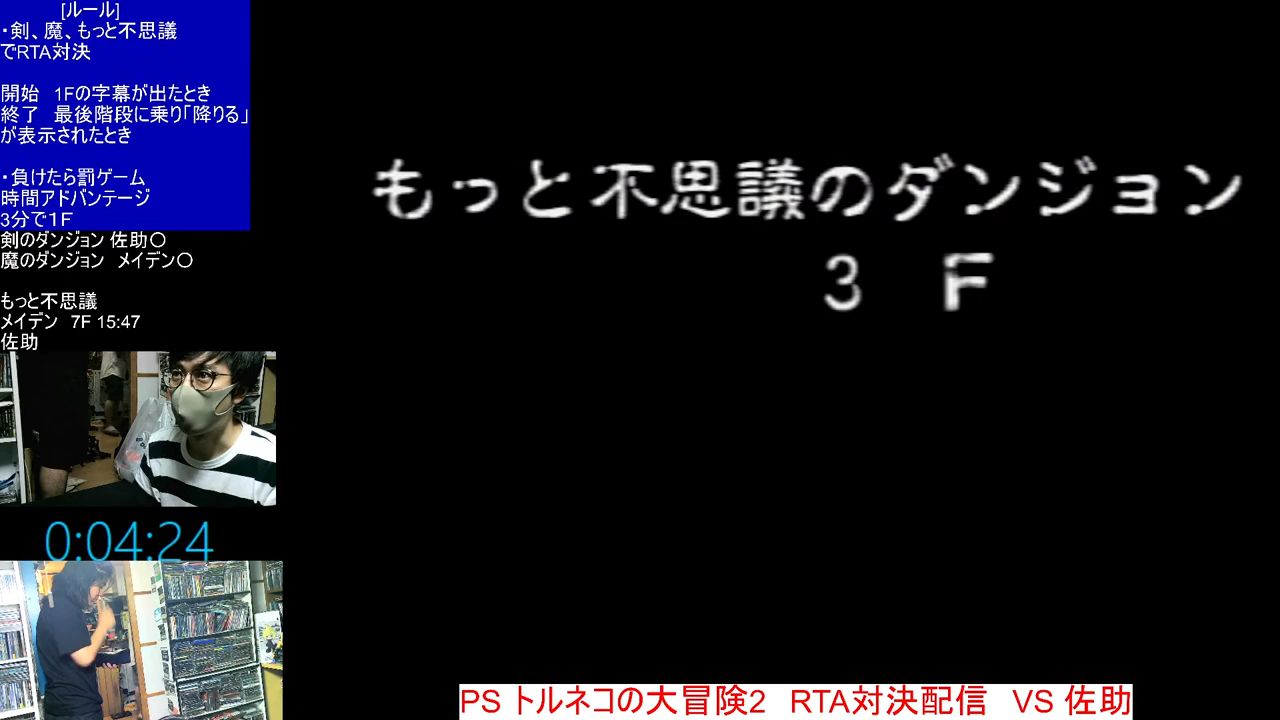 [ルール]
・剣、魔、もっと不思議
でRTA対決
開始　1Fの字幕が出たとき
終了　最後階段に乗り「降りる」
が表示されたとき
・負けたら罰ゲーム
時間アドバンテージ
3分で1F
剣のダンジョン 佐助〇
魔のダンジョン　メイデン〇
もっと不思議
メイデン　7F 15:47
佐助
もっと不思議のダンジョン
3　F
0:04:24
PS トルネコの大冒険2　RTA対決配信　VS 佐助